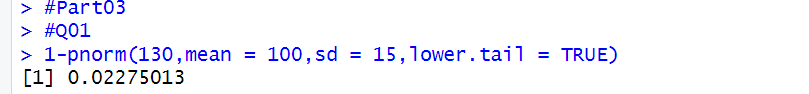 > #Part03
> #Q01
> 1-pnorm(130,mean = 100,sd = 15,lower.tail = TRUE)
[1] 0.02275013